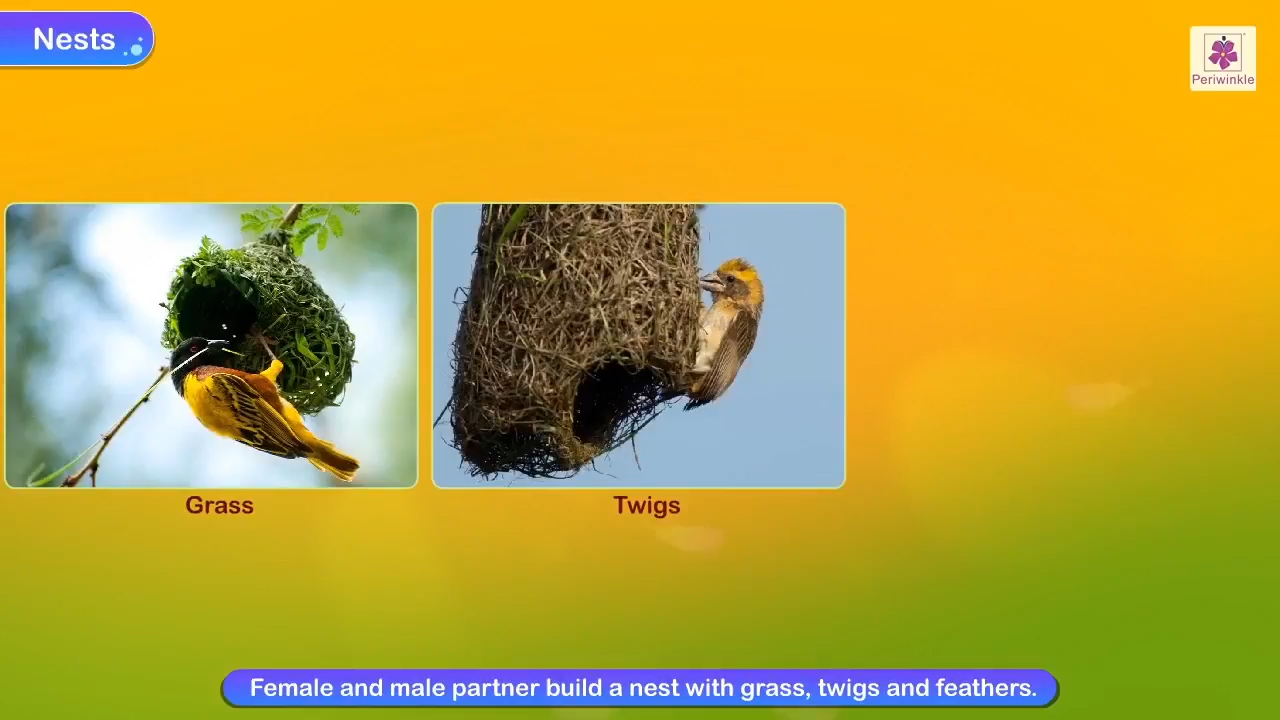 Nests
Periwinkle
Grass
Twigs
Female and male partner build a nest with grass, twigs and feathers.